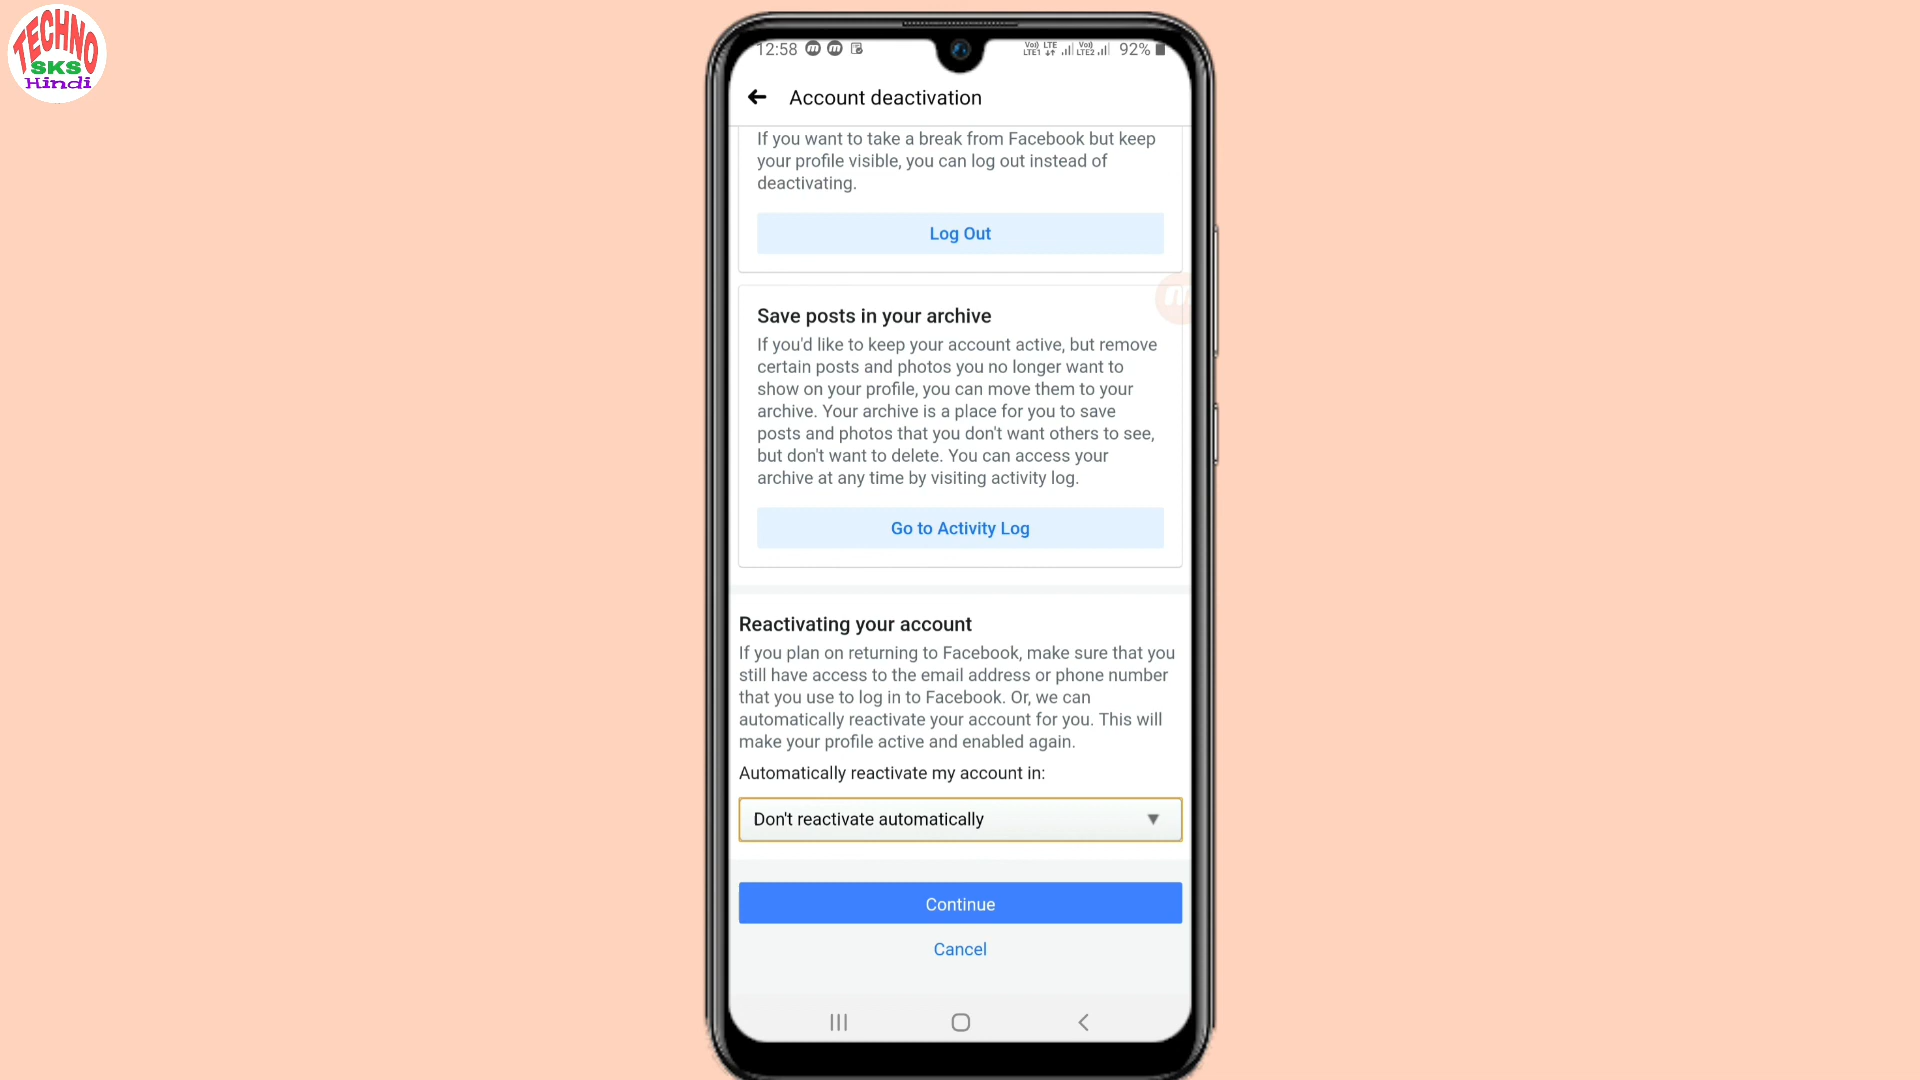 TECHNO
SKS
Hindi
12:58
Vo) LTE Vo)
LTE1 LTE2 92%
Account deactivation
If you want to take a break from Facebook but keep
your profile visible, you can log out instead of
deactivating.
Log Out
Save posts in your archive
If you'd like to keep your account active, but remove
certain posts and photos you no longer want to
show on your profile, you can move them to your
archive. Your archive is a place for you to save
posts and photos that you don't want others to see,
but don't want to delete. You can access your
archive at any time by visiting activity log.
Go to Activity Log
Reactivating your account
If you plan on returning to Facebook, make sure that you
still have access to the email address or phone number
that you use to log in to Facebook. Or, we can
automatically reactivate your account for you. This will
make your profile active and enabled again.
Automatically reactivate my account in:
Don't reactivate automatically
Continue
Cancel